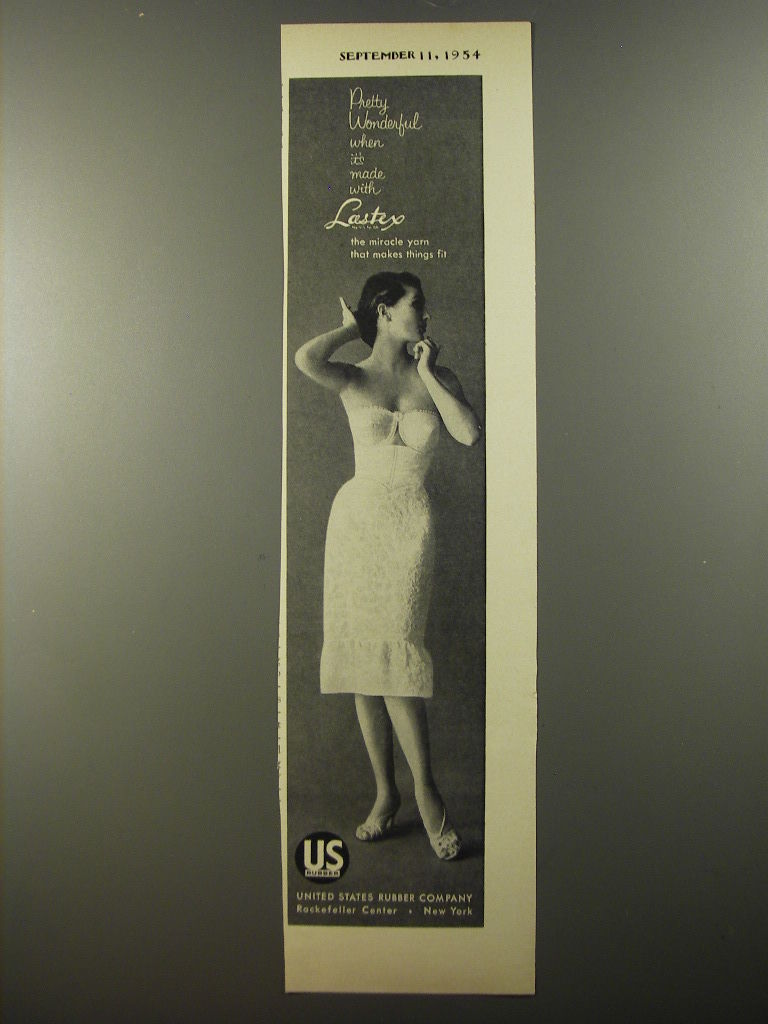 SEPTEMBER 11, 1954
Pretty
Wonderful
when
it's
made
with
Lastex
the miracle yarn
that makes things fit
US
RUBBER
UNITED STATES RUBBER COMPANY
Rockefeller Center • New York